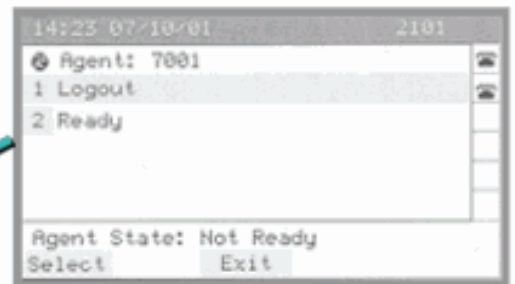 14:23 07/10/01 2101
Agent: 7001
1 Logout
2 Ready
Agent State: Not Ready
Select Exit